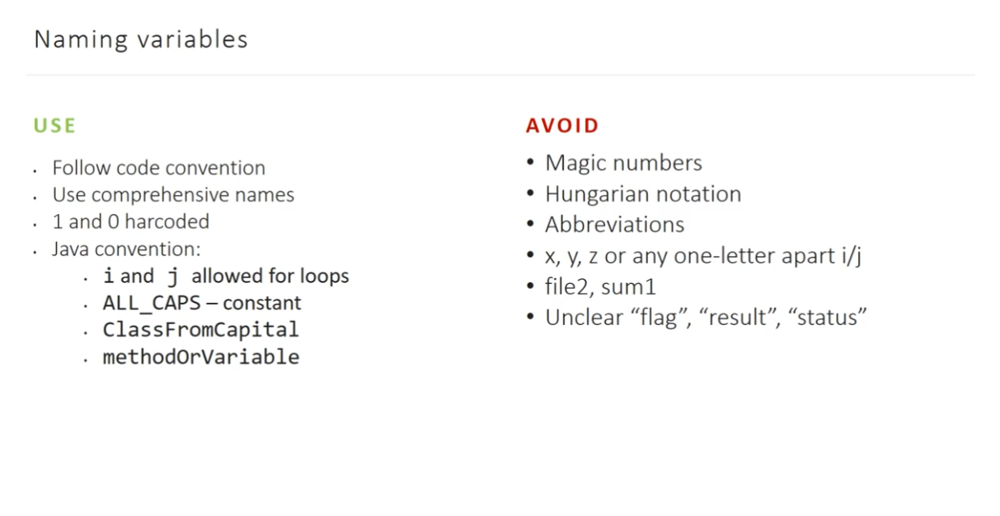 Naming variables
USE
· Follow code convention
· Use comprehensive names
· 1 and 0 harcoded
· Java convention:
· i and j allowed for loops
· ALL_CAPS – constant
· ClassFromCapital
· methodOrVariable
AVOID
• Magic numbers
• Hungarian notation
• Abbreviations
• x, y, z or any one-letter apart i/j
• file2, sum1
• Unclear “flag”, “result”, “status”